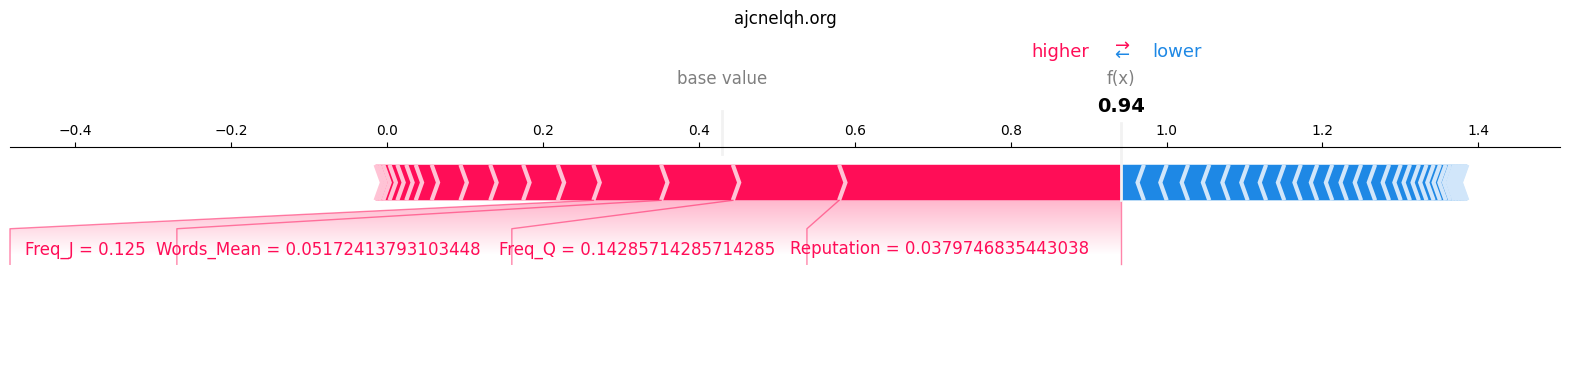 ajcnelqh.org
higher ⇄ lower
base value f(x)
0.94
−0.4 −0.2 0.0 0.2 0.4 0.6 0.8 1.0 1.2 1.4
Freq_J = 0.125 Words_Mean = 0.05172413793103448 Freq_Q = 0.14285714285714285 Reputation = 0.0379746835443038